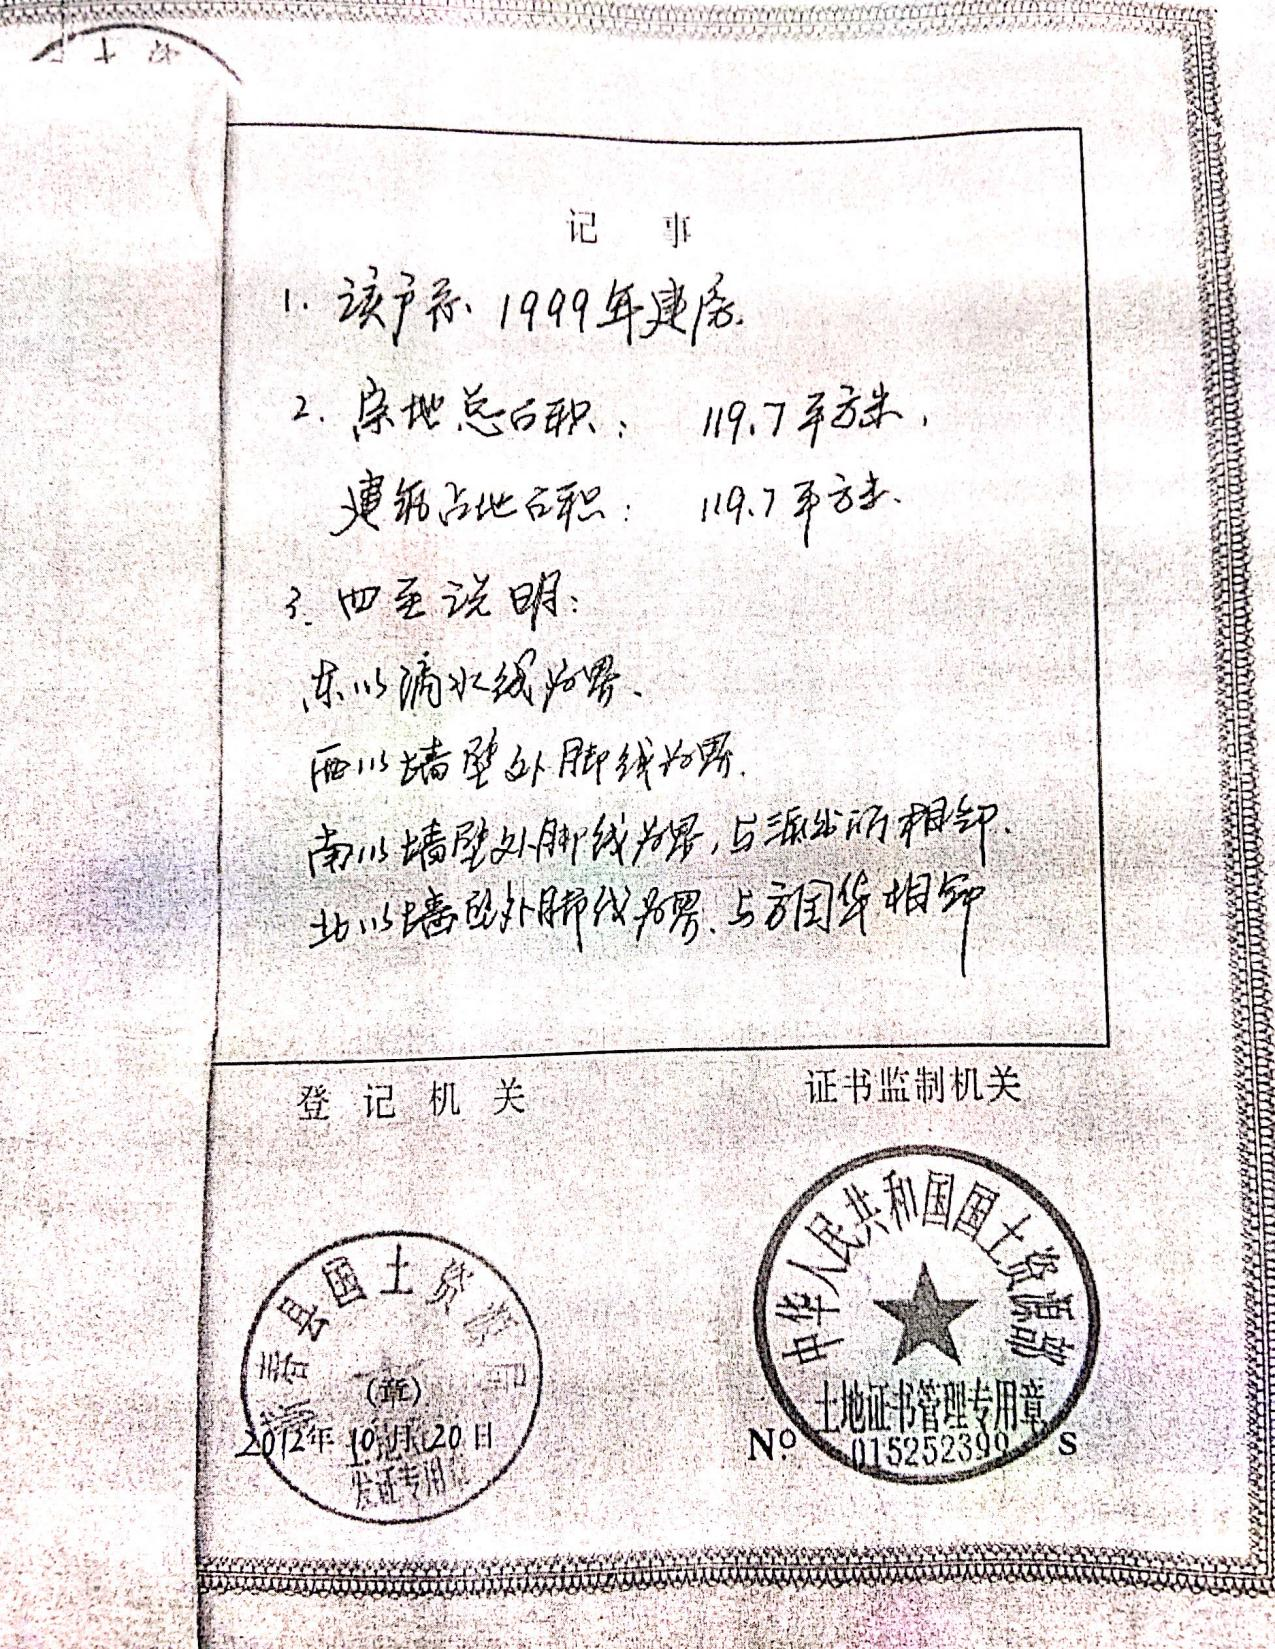 记 事
1. 该户系 1999年建房.
2. 宗地总面积: 119.7平方米.
建筑占地面积: 119.7平方米.
3. 四至说明:
东以滴水线为界.
西以墙壁外脚线为界.
南以墙壁外脚线为界, 与派出所相邻.
北以墙壁外脚线为界. 与方国华相邻
登 记 机 关
证书监制机关
县国土资源局
(章)
2012年10月20日
发证专用
中华人民共和国国土资源部
土地证书管理专用章
Nº 015252399 S